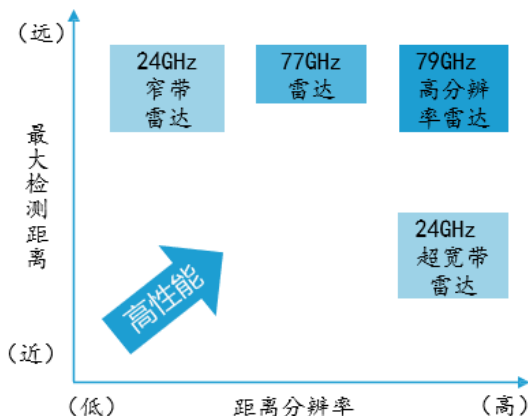 （远）
24GHz
窄带
雷达
77GHz
雷达
79GHz
高分辨
率雷达
最大检测距离
24GHz
超宽带
雷达
高性能
（近）
（低）
距离分辨率
（高）